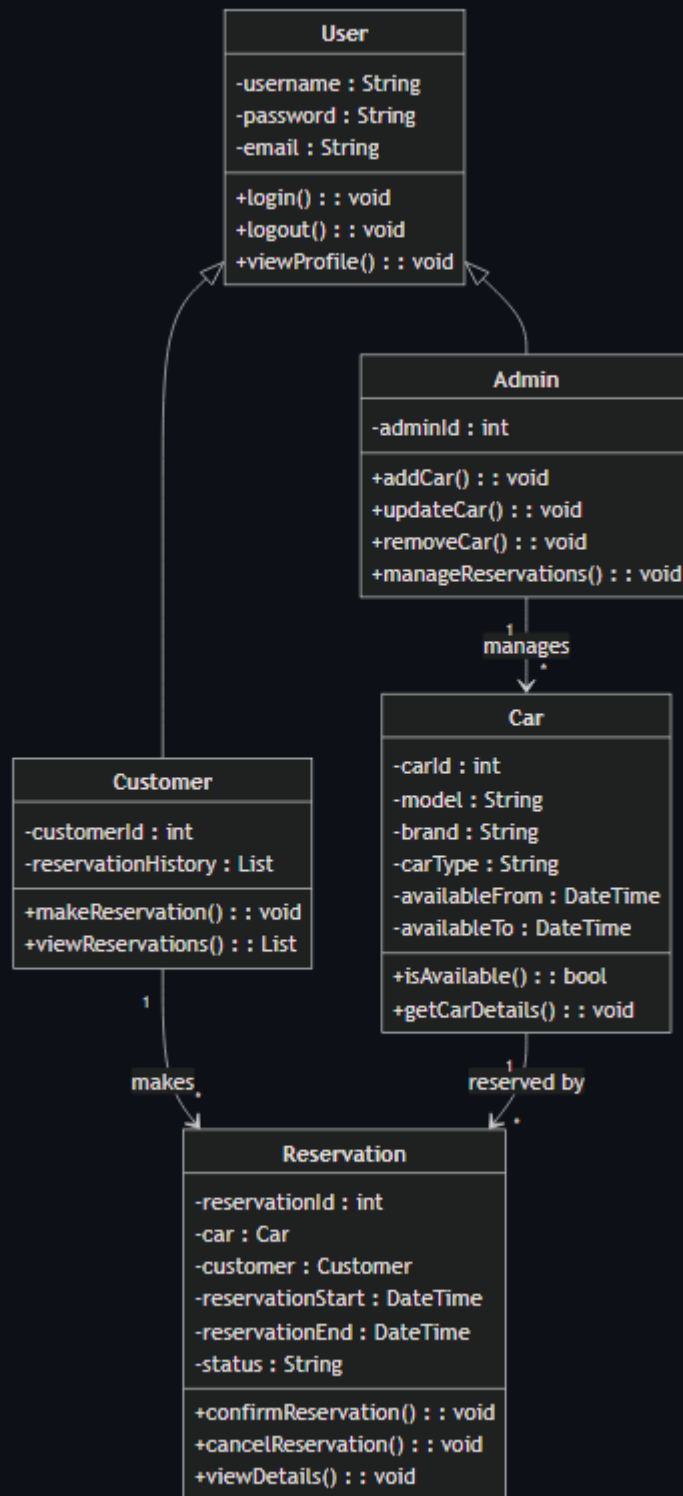 User
-username : String
-password : String
-email : String
+login() : : void
+logout() : : void
+viewProfile() : : void
Admin
-adminId : int
+addCar() : : void
+updateCar() : : void
+removeCar() : : void
+manageReservations() : : void
1
manages
*
Car
-carId : int
-model : String
-brand : String
-carType : String
-availableFrom : DateTime
-availableTo : DateTime
+isAvailable() : : bool
+getCarDetails() : : void
Customer
-customerId : int
-reservationHistory : List
+makeReservation() : : void
+viewReservations() : : List
1
makes
*
1
reserved by
*
Reservation
-reservationId : int
-car : Car
-customer : Customer
-reservationStart : DateTime
-reservationEnd : DateTime
-status : String
+confirmReservation() : : void
+cancelReservation() : : void
+viewDetails() : : void